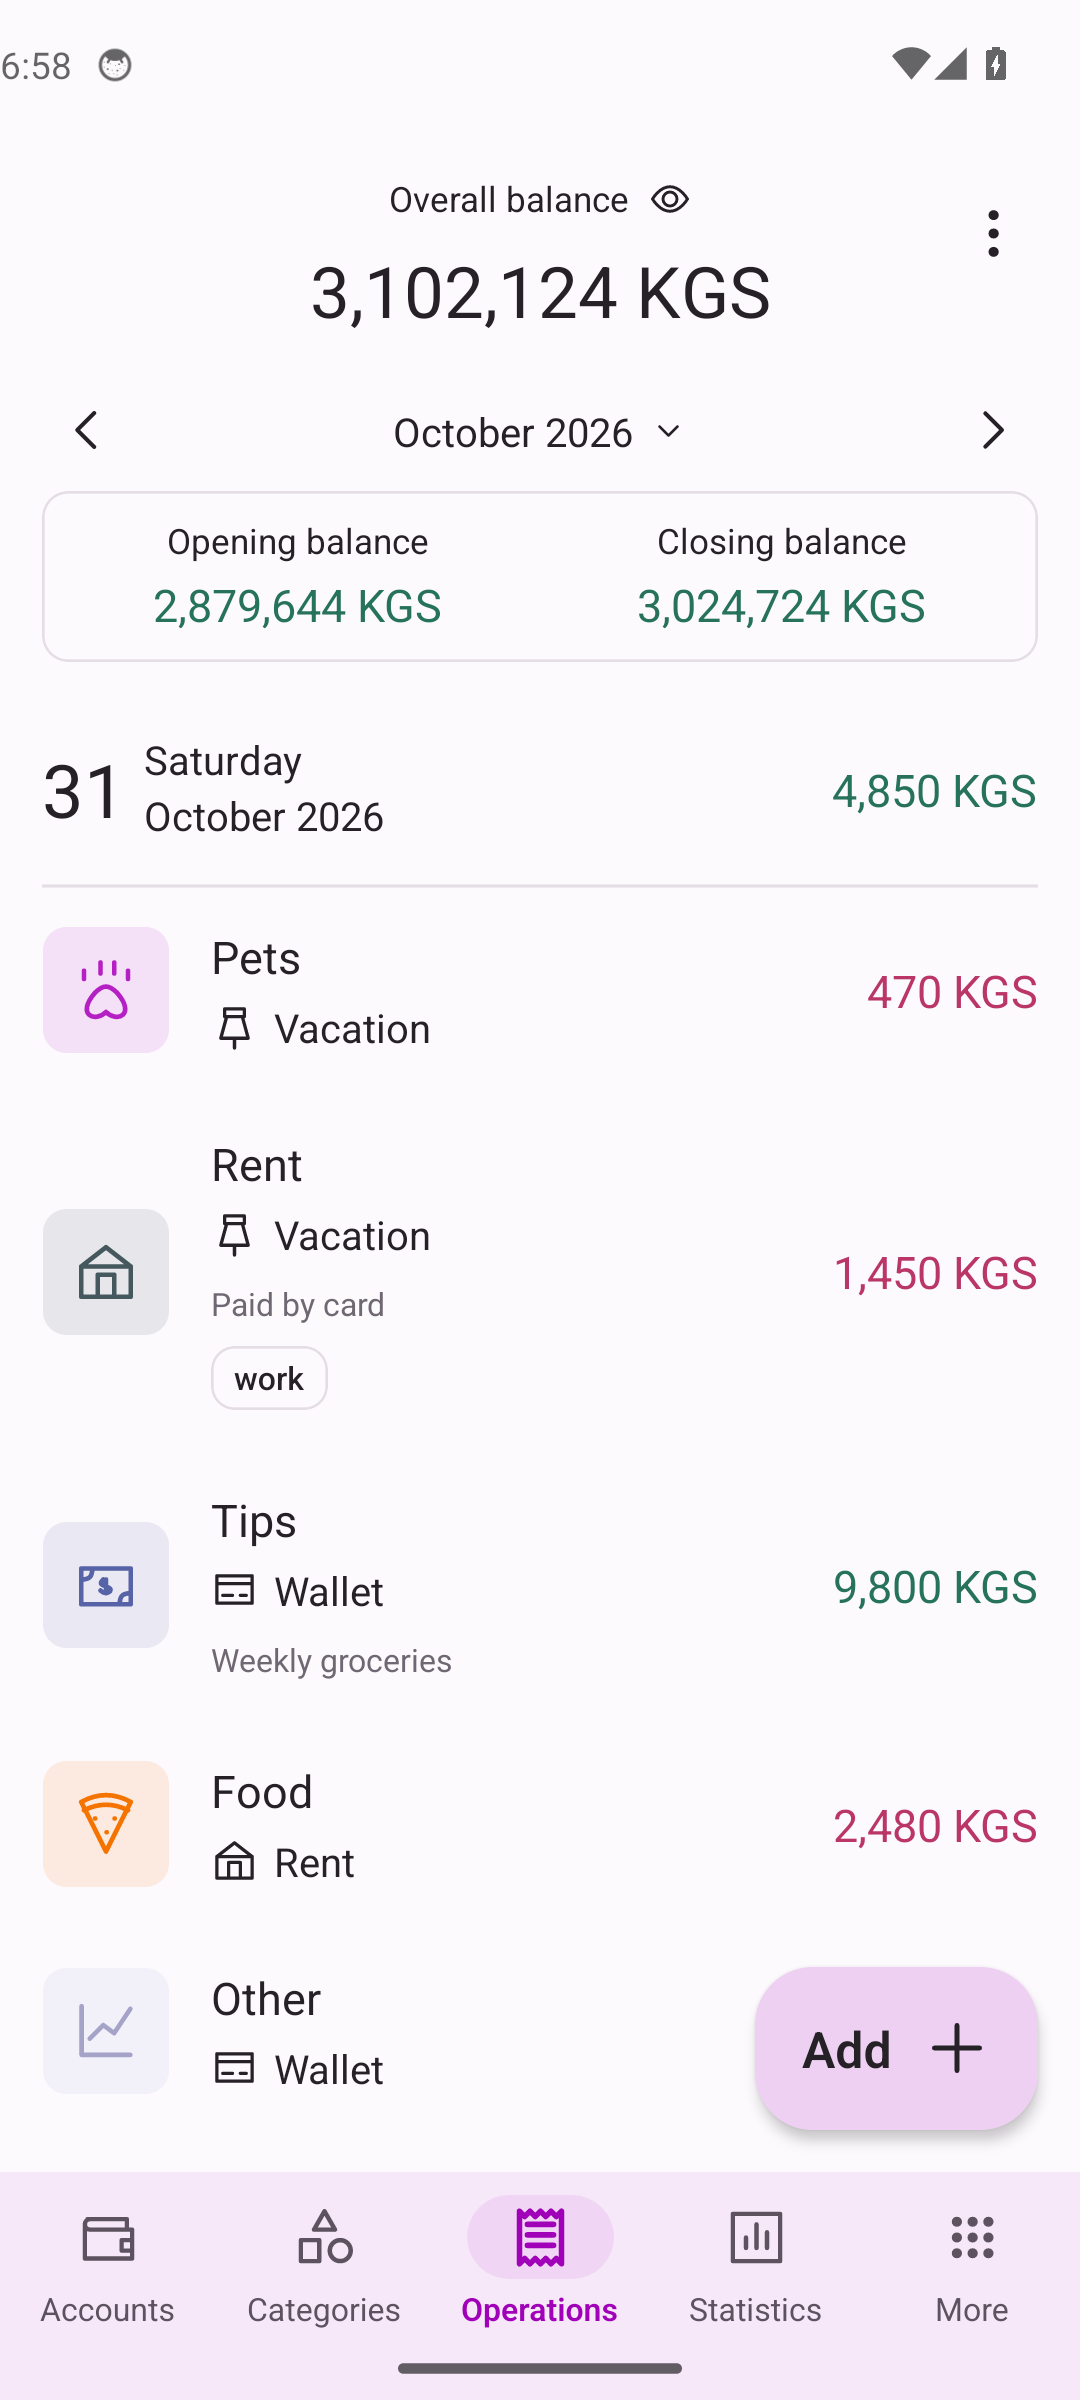 6:58
Overall balance
3,102,124 KGS
October 2026
Opening balance
Closing balance
2,879,644 KGS
3,024,724 KGS
31
Saturday
October 2026
4,850 KGS
Pets
Vacation
470 KGS
Rent
Vacation
Paid by card
work
1,450 KGS
Tips
Wallet
Weekly groceries
9,800 KGS
Food
Rent
2,480 KGS
Other
Wallet
Add
Accounts
Categories
Operations
Statistics
More